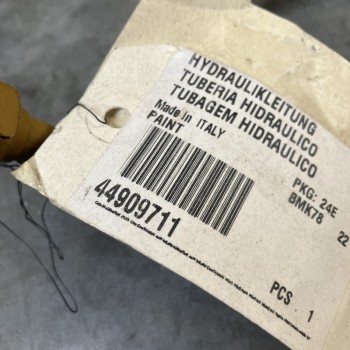 HYDRAULIKLEITUNG
TUBERIA HIDRAULICO
TUBAGEM HIDRAULICO
Made in ITALY
PAINT
PKG: 24E
BMK78
22
44909711
PCS 1